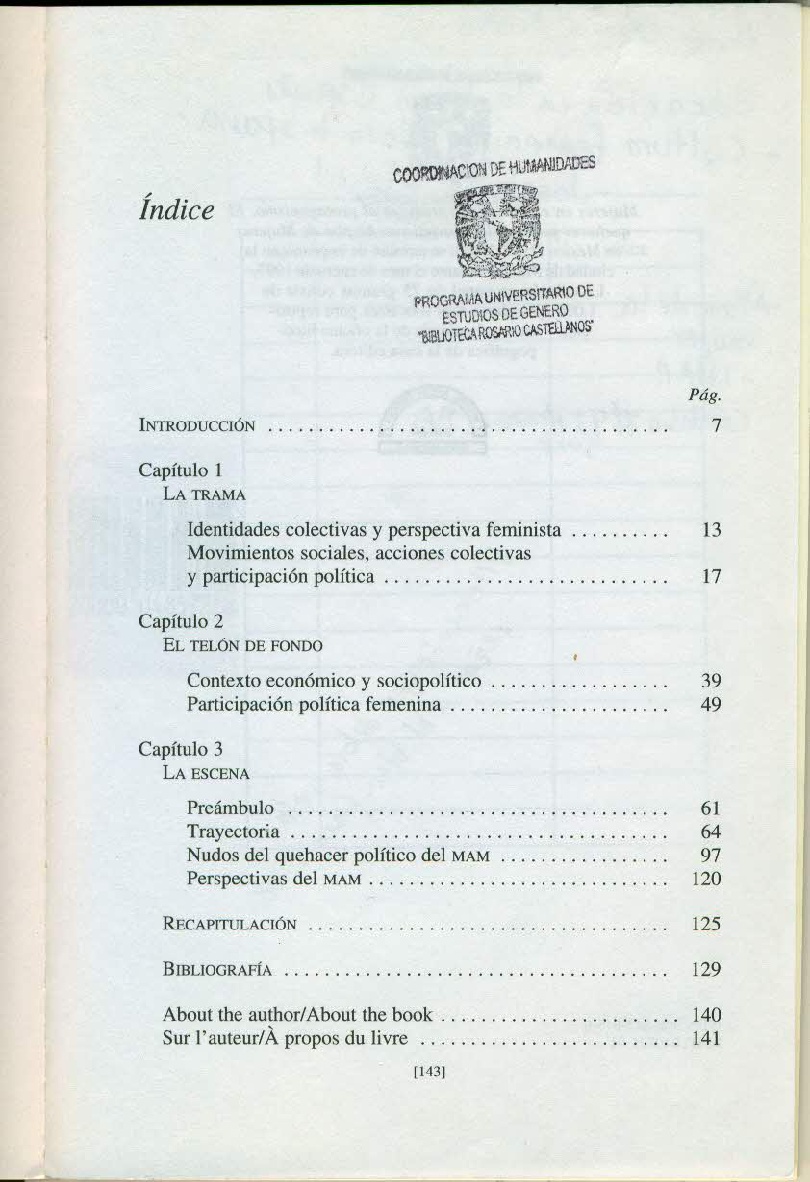 Índice
COORDINACION DE HUMANIDADES
PROGRAMA UNIVERSITARIO DE
ESTUDIOS DE GENERO
"BIBLIOTECA ROSARIO CASTELLANOS"
Pág.
INTRODUCCIÓN ........................................ 7
Capítulo 1
LA TRAMA
Identidades colectivas y perspectiva feminista .......... 13
Movimientos sociales, acciones colectivas
y participación política ............................ 17
Capítulo 2
EL TELÓN DE FONDO
Contexto económico y sociopolítico .................. 39
Participación política femenina ...................... 49
Capítulo 3
LA ESCENA
Preámbulo ...................................... 61
Trayectoria ...................................... 64
Nudos del quehacer político del MAM ................. 97
Perspectivas del MAM .............................. 120
RECAPITULACIÓN .................................... 125
BIBLIOGRAFÍA ...................................... 129
About the author/About the book ........................ 140
Sur l'auteur/À propos du livre .......................... 141
[143]